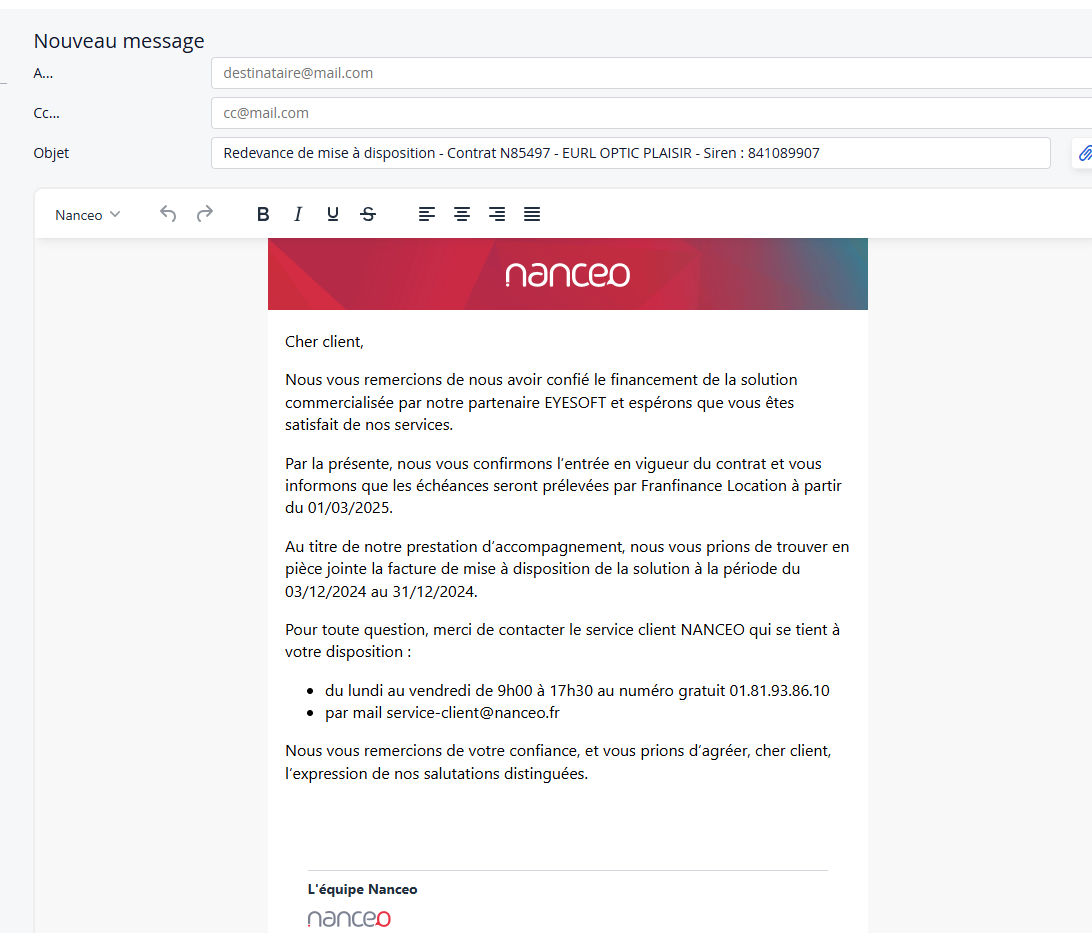 Nouveau message
A...
destinataire@mail.com
Cc...
cc@mail.com
Objet
Redevance de mise à disposition - Contrat N85497 - EURL OPTIC PLAISIR - Siren : 841089907
Nanceo
B I U S
nanceo
Cher client,
Nous vous remercions de nous avoir confié le financement de la solution
commercialisée par notre partenaire EYESOFT et espérons que vous êtes
satisfait de nos services.
Par la présente, nous vous confirmons l'entrée en vigueur du contrat et vous
informons que les échéances seront prélevées par Franfinance Location à partir
du 01/03/2025.
Au titre de notre prestation d'accompagnement, nous vous prions de trouver en
pièce jointe la facture de mise à disposition de la solution à la période du
03/12/2024 au 31/12/2024.
Pour toute question, merci de contacter le service client NANCEO qui se tient à
votre disposition :
• du lundi au vendredi de 9h00 à 17h30 au numéro gratuit 01.81.93.86.10
• par mail service-client@nanceo.fr
Nous vous remercions de votre confiance, et vous prions d'agréer, cher client,
l'expression de nos salutations distinguées.
L'équipe Nanceo
nanceo